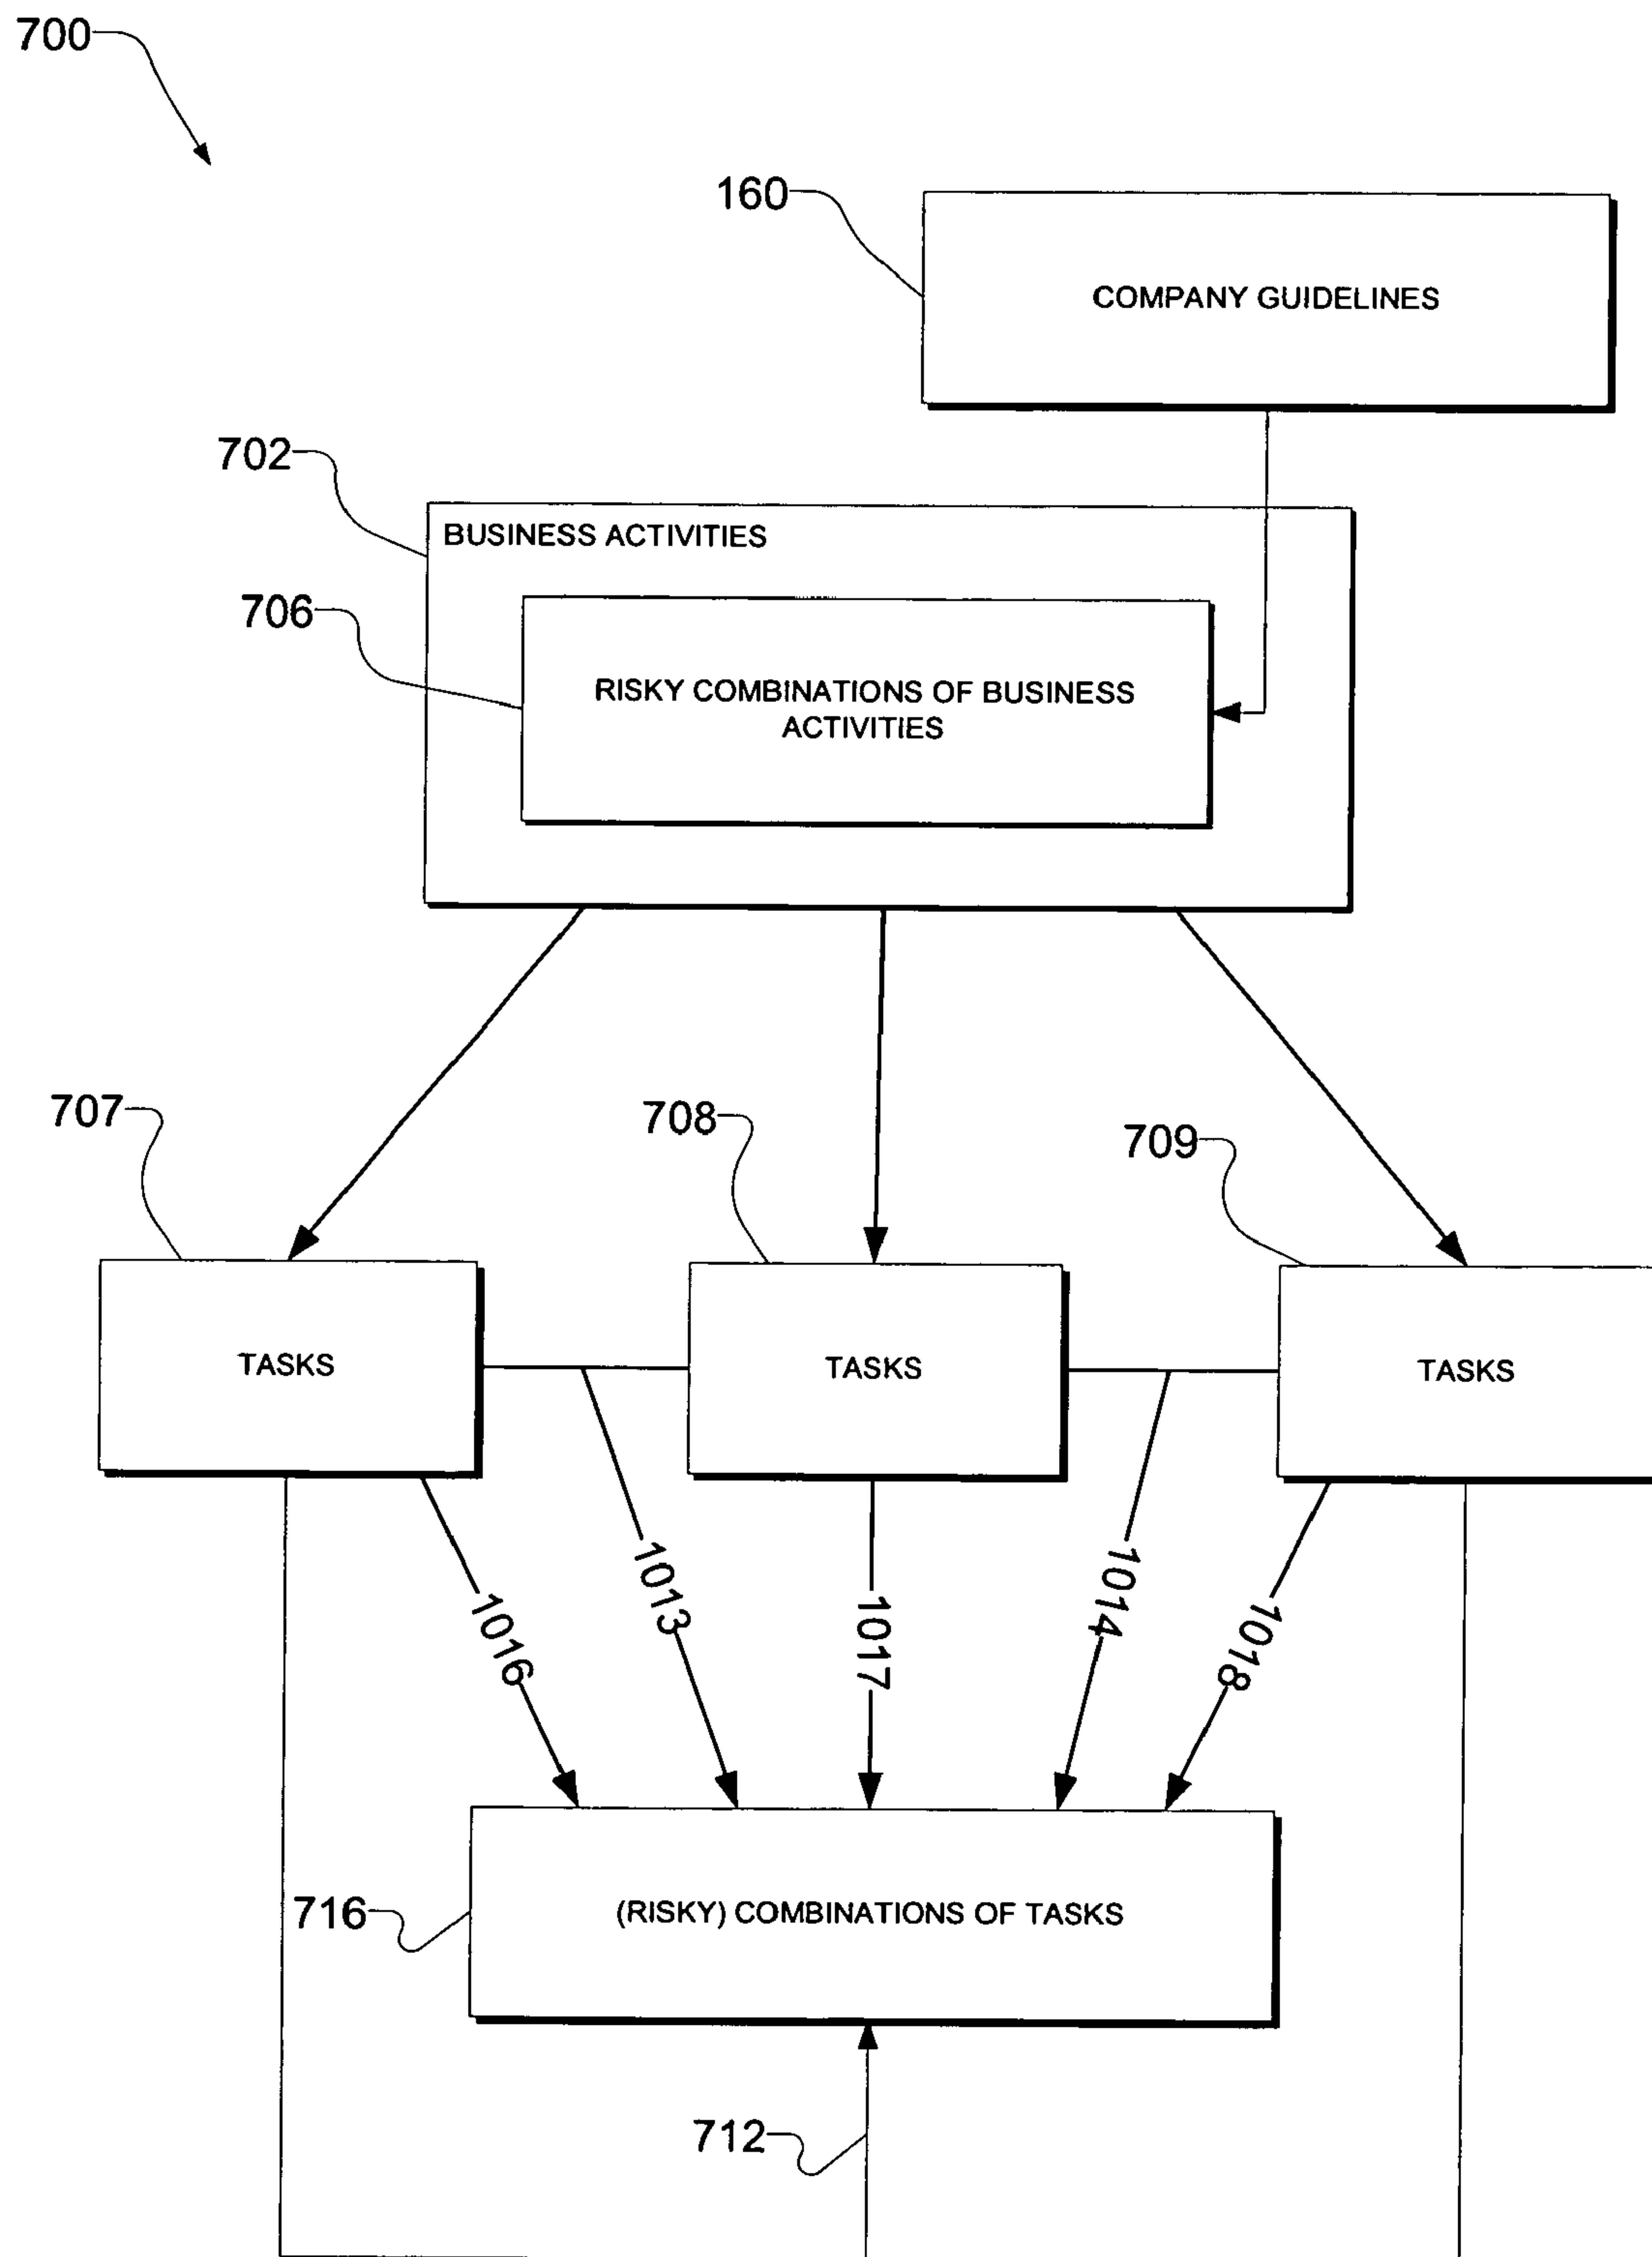 700
160
COMPANY GUIDELINES
702
BUSINESS ACTIVITIES
706
RISKY COMBINATIONS OF BUSINESS
ACTIVITIES
707
708
709
TASKS
TASKS
TASKS
1016
1013
1017
1014
1018
716
(RISKY) COMBINATIONS OF TASKS
712